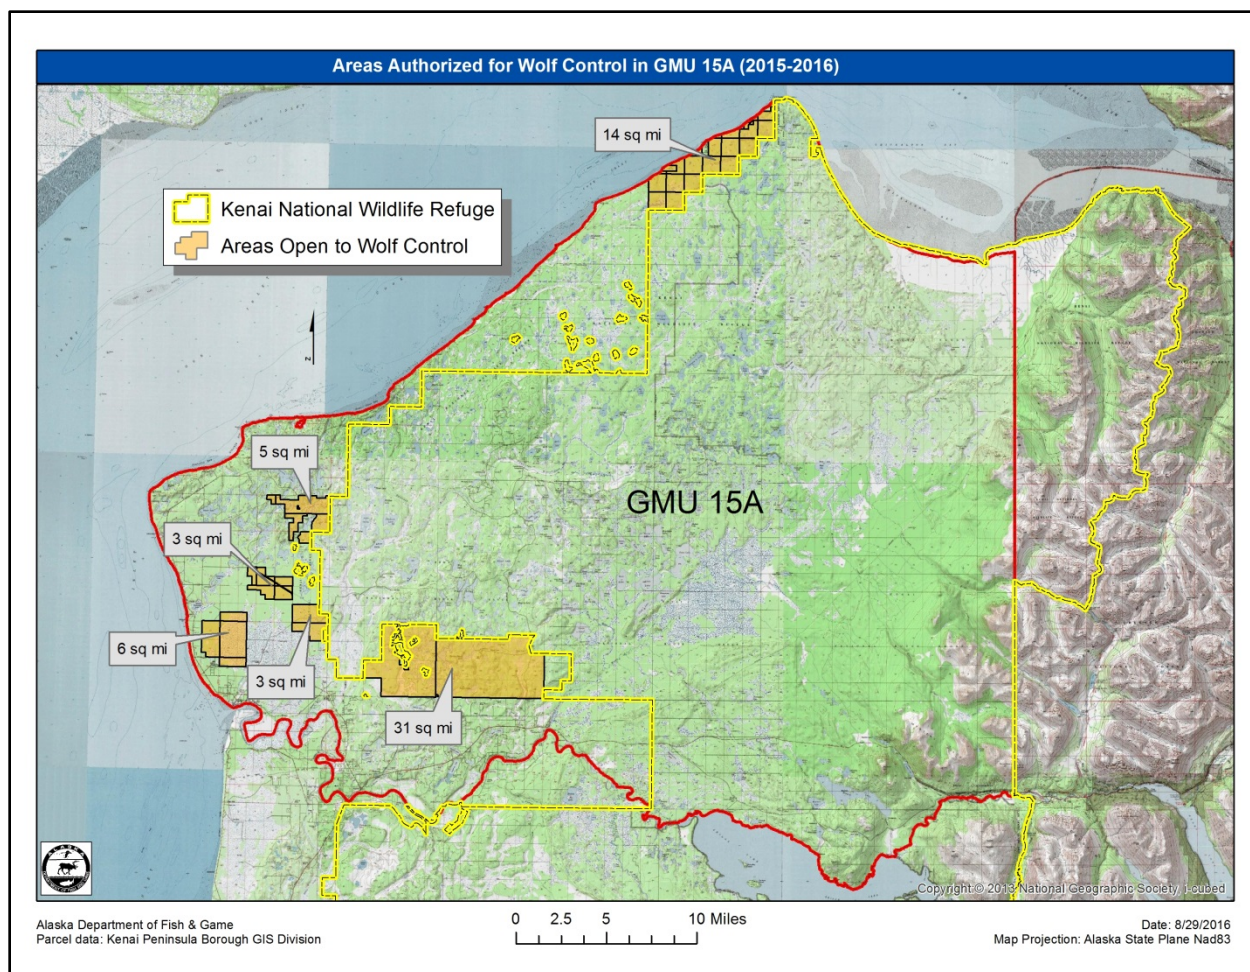 Areas Authorized for Wolf Control in GMU 15A (2015-2016)
14 sq mi
Kenai National Wildlife Refuge
Areas Open to Wolf Control
N
5 sq mi
GMU 15A
3 sq mi
6 sq mi
3 sq mi
31 sq mi
ALASKA
Copyright:© 2013 National Geographic Society, i-cubed
Alaska Department of Fish & Game
Parcel data: Kenai Peninsula Borough GIS Division
0 2.5 5 10 Miles
Date: 8/29/2016
Map Projection: Alaska State Plane Nad83